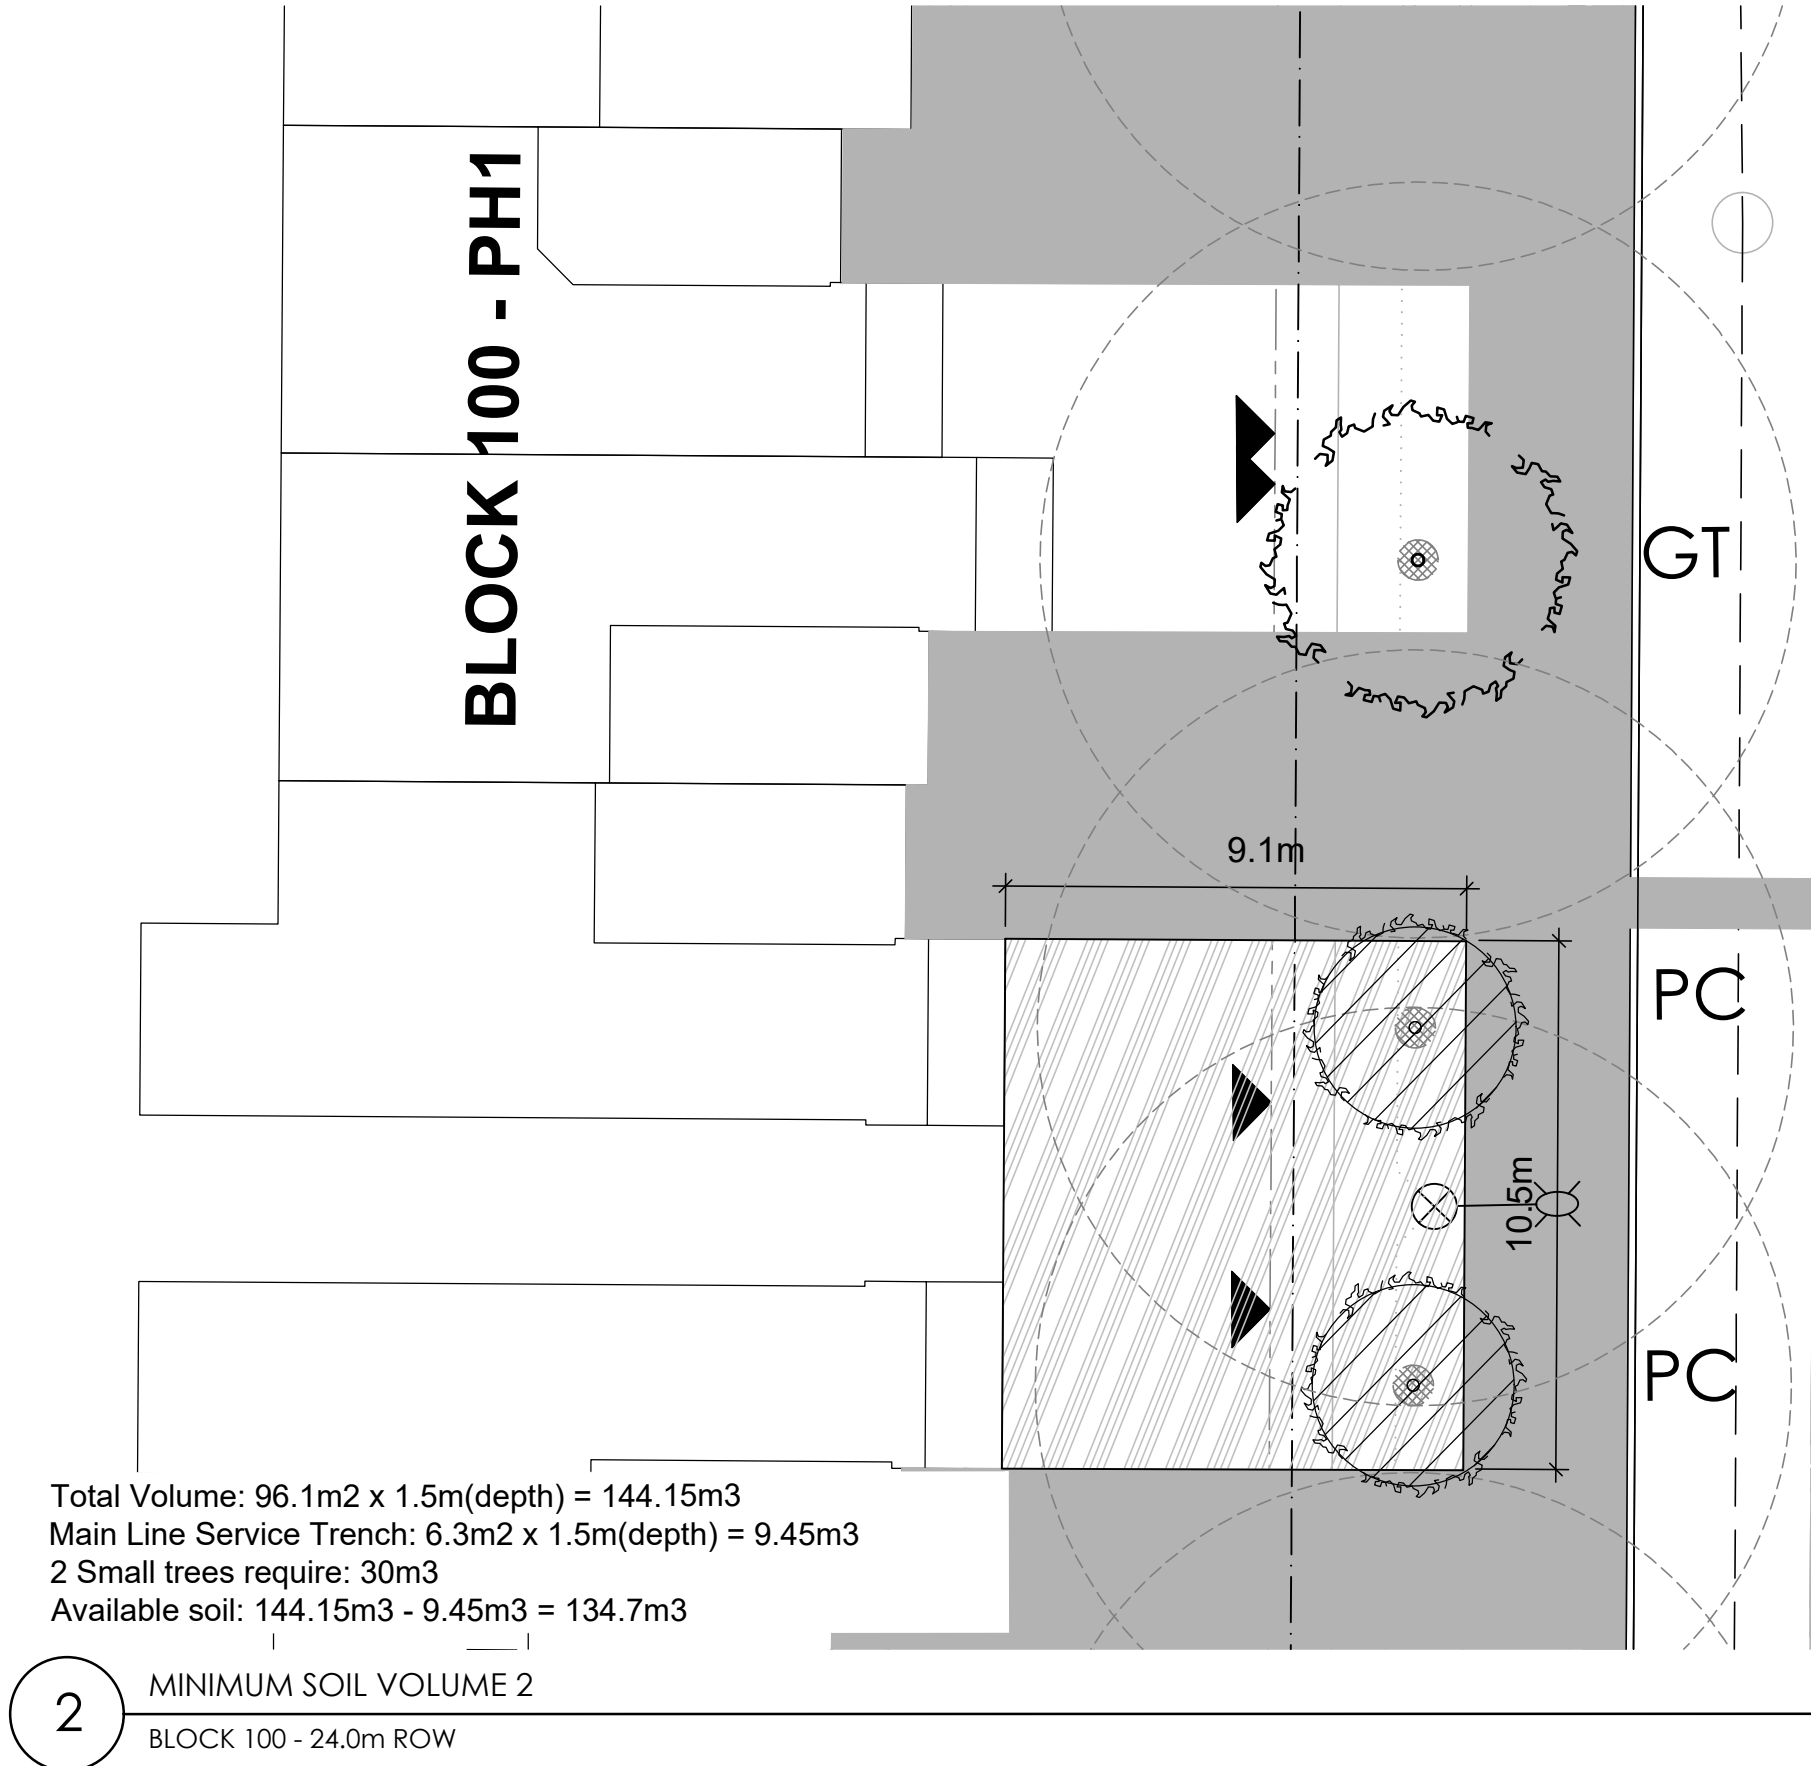 BLOCK 100 - PH1
GT
9.1m
PC
10.5m
PC
Total Volume: 96.1m2 x 1.5m(depth) = 144.15m3
Main Line Service Trench: 6.3m2 x 1.5m(depth) = 9.45m3
2 Small trees require: 30m3
Available soil: 144.15m3 - 9.45m3 = 134.7m3
2
MINIMUM SOIL VOLUME 2
BLOCK 100 - 24.0m ROW